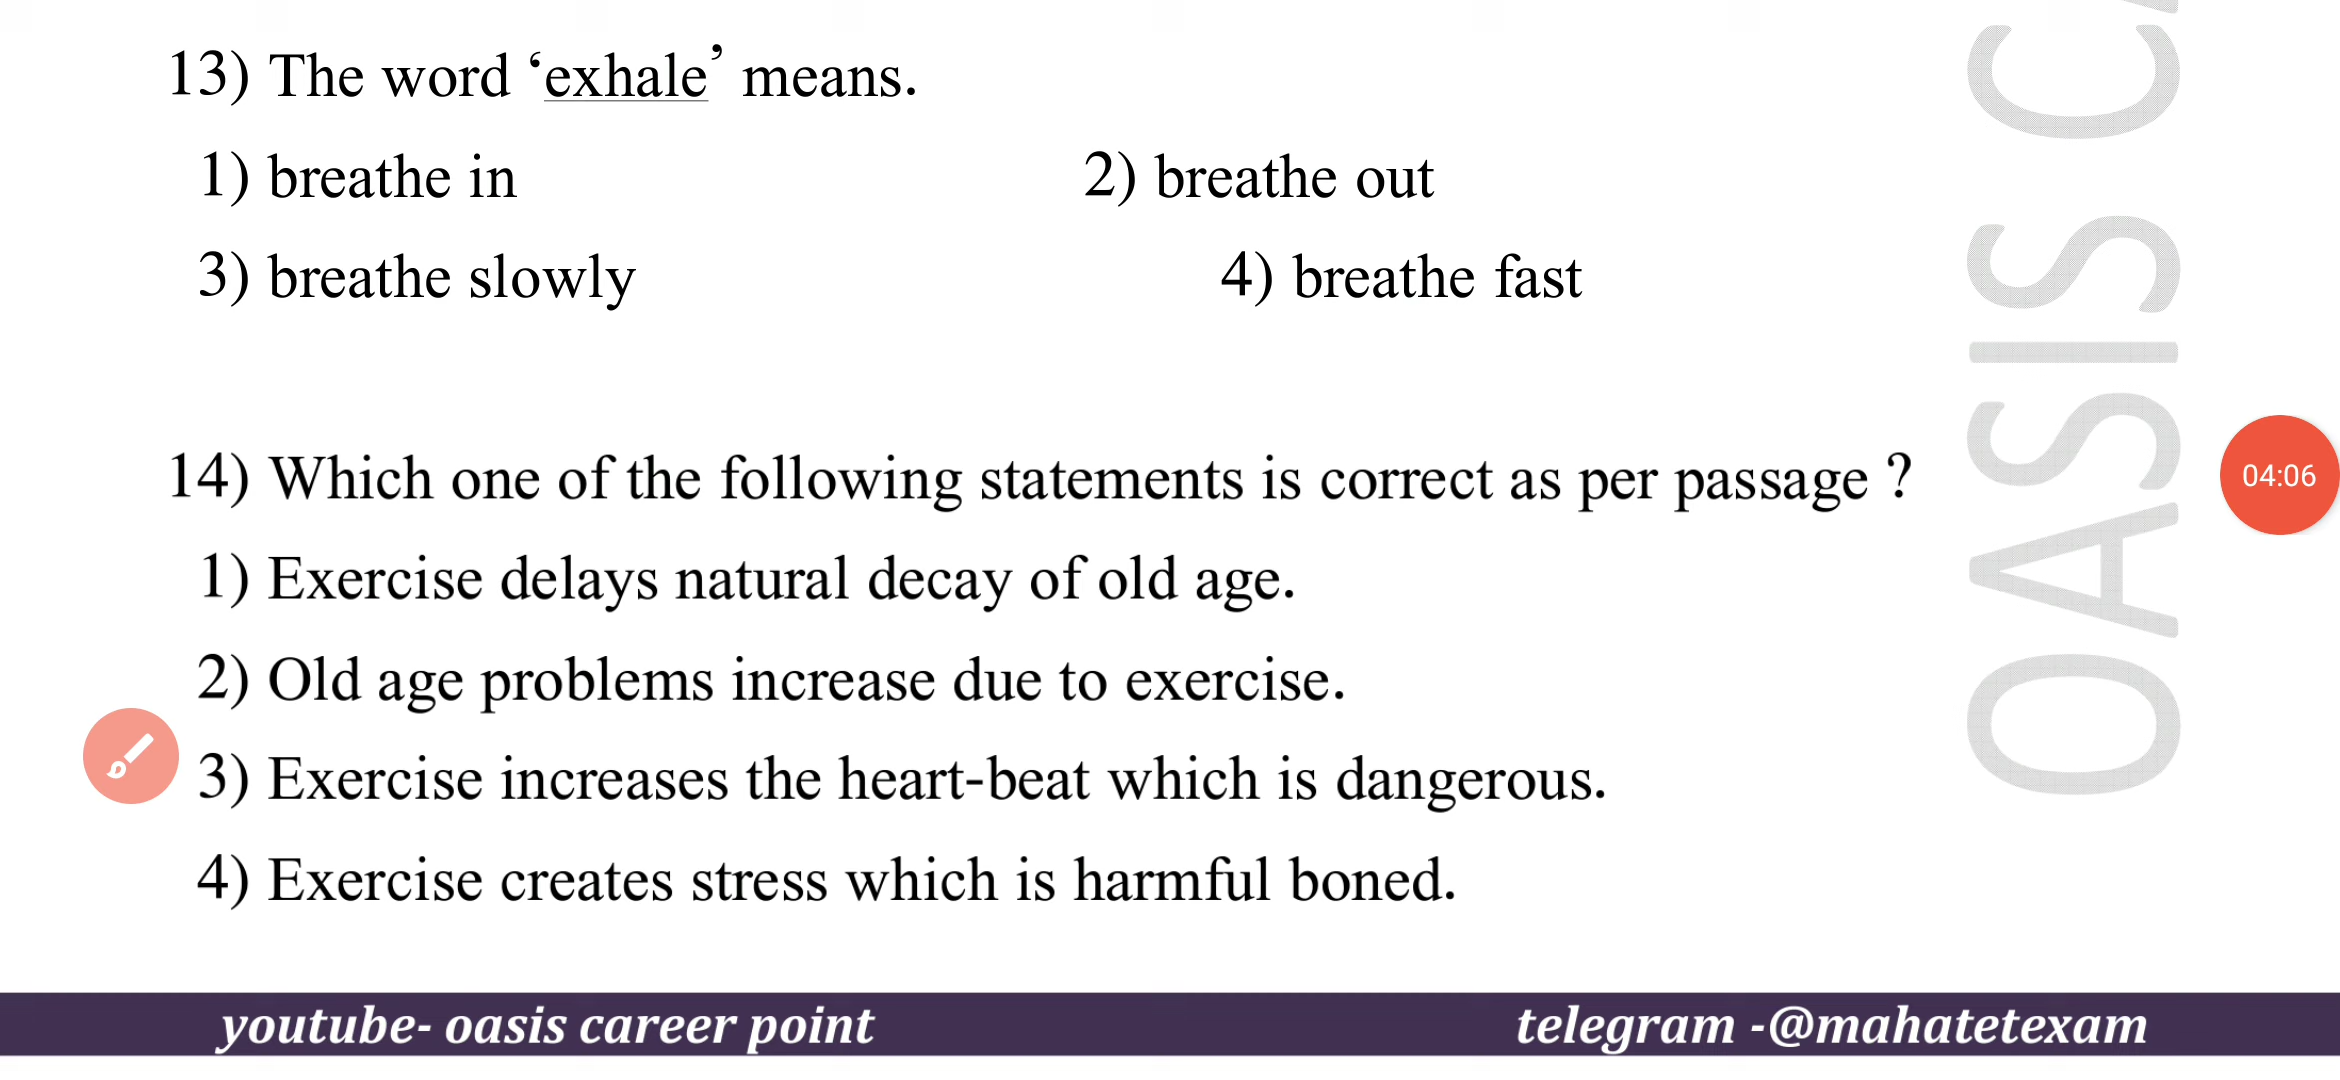 13) The word ‘exhale’ means.
1) breathe in 2) breathe out
3) breathe slowly 4) breathe fast
14) Which one of the following statements is correct as per passage ?
1) Exercise delays natural decay of old age.
2) Old age problems increase due to exercise.
3) Exercise increases the heart-beat which is dangerous.
4) Exercise creates stress which is harmful boned.
OASIS
04:06
youtube- oasis career point telegram -@mahatetexam